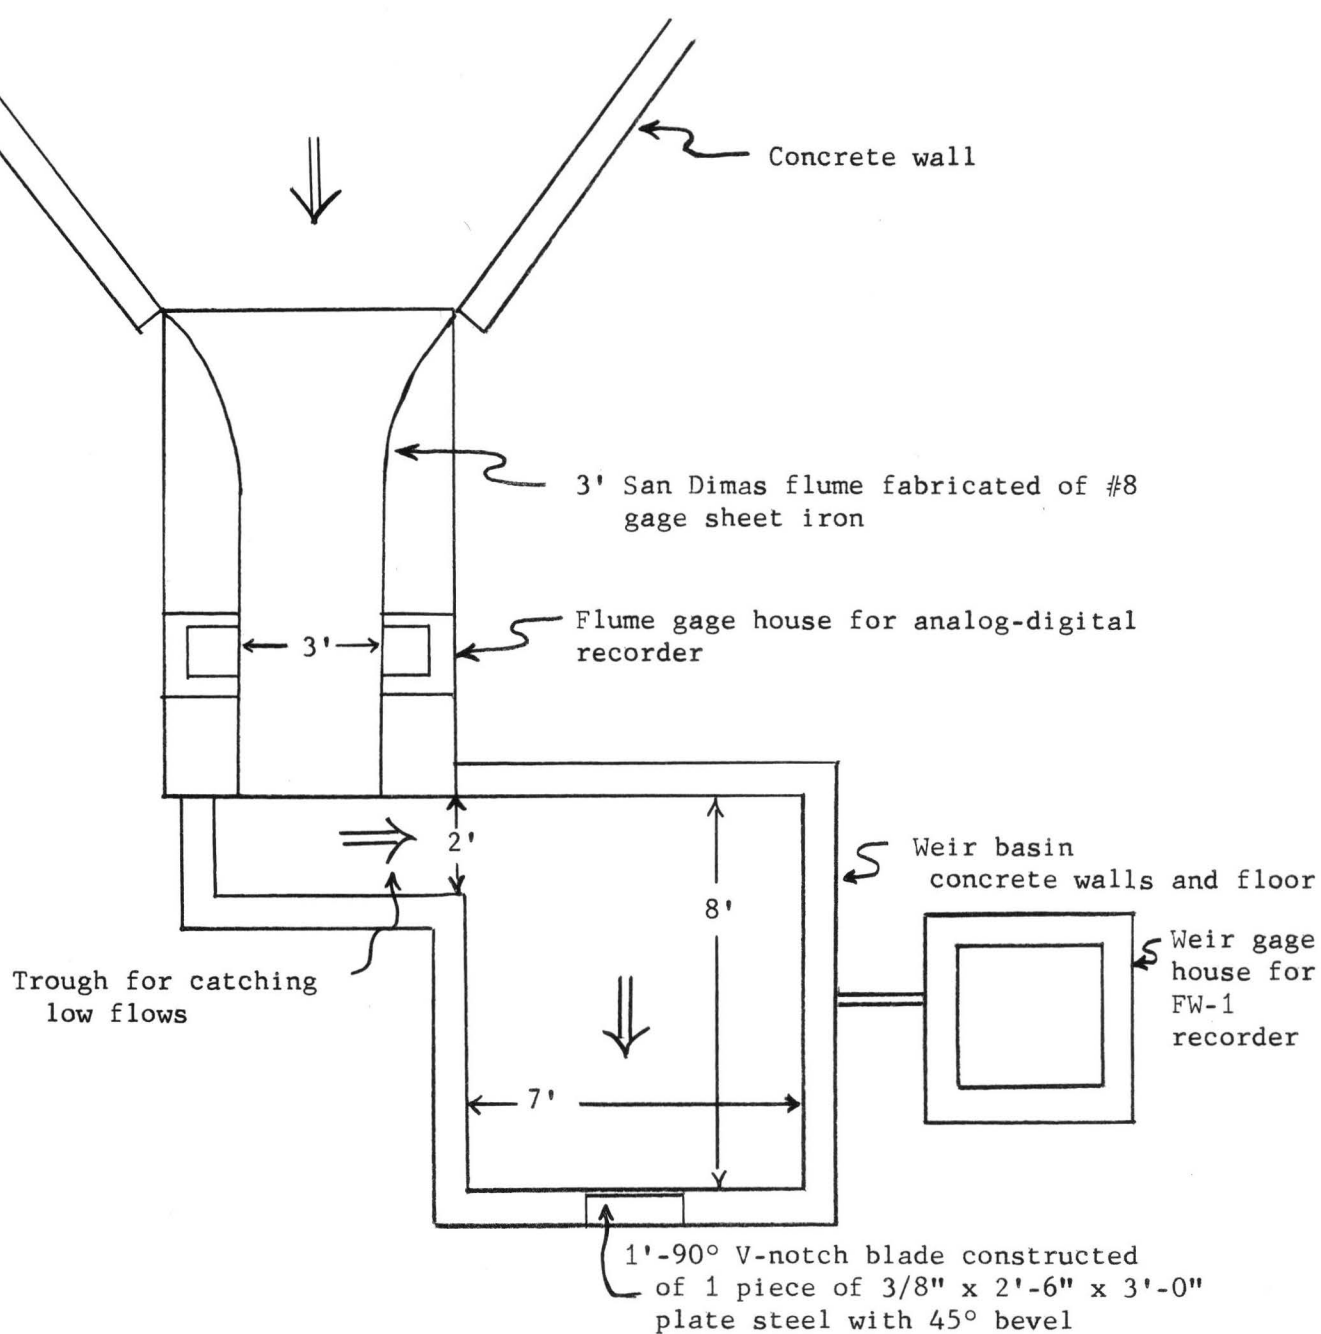 Concrete wall
3' San Dimas flume fabricated of #8
gage sheet iron
Flume gage house for analog-digital
recorder
3'
2'
Weir basin
concrete walls and floor
8'
Weir gage
house for
FW-1
recorder
Trough for catching
low flows
7'
1'-90° V-notch blade constructed
of 1 piece of 3/8" x 2'-6" x 3'-0"
plate steel with 45° bevel